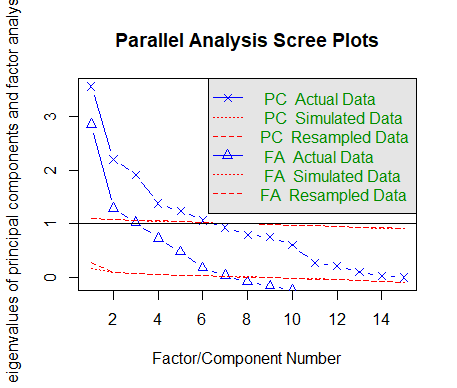 Parallel Analysis Scree Plots
eigenvalues of principal components and factor analys
3
2
1
0
PC Actual Data
PC Simulated Data
PC Resampled Data
FA Actual Data
FA Simulated Data
FA Resampled Data
2 4 6 8 10 12 14
Factor/Component Number